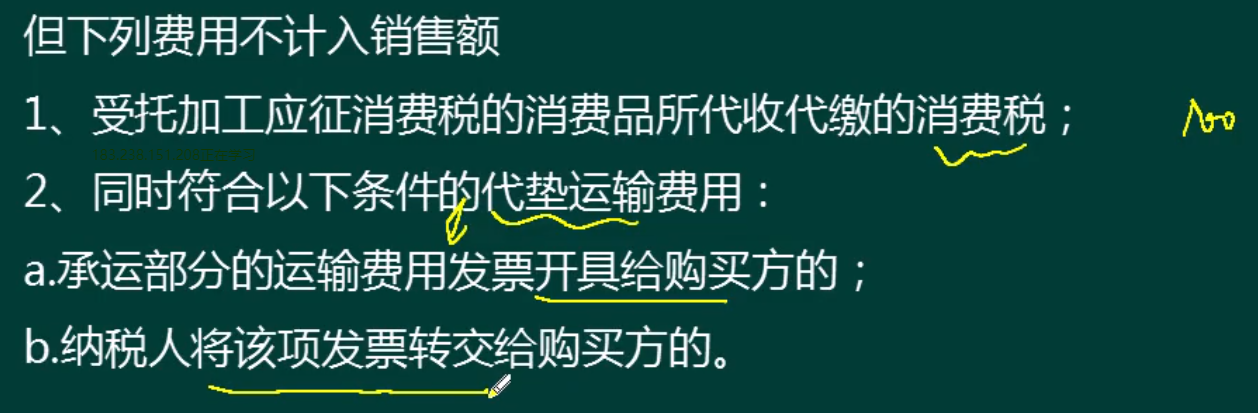 但下列费用不计入销售额
1、受托加工应征消费税的消费品所代收代缴的消费税；
2、同时符合以下条件的代垫运输费用：
a.承运部分的运输费用发票开具给购买方的；
b.纳税人将该项发票转交给购买方的。